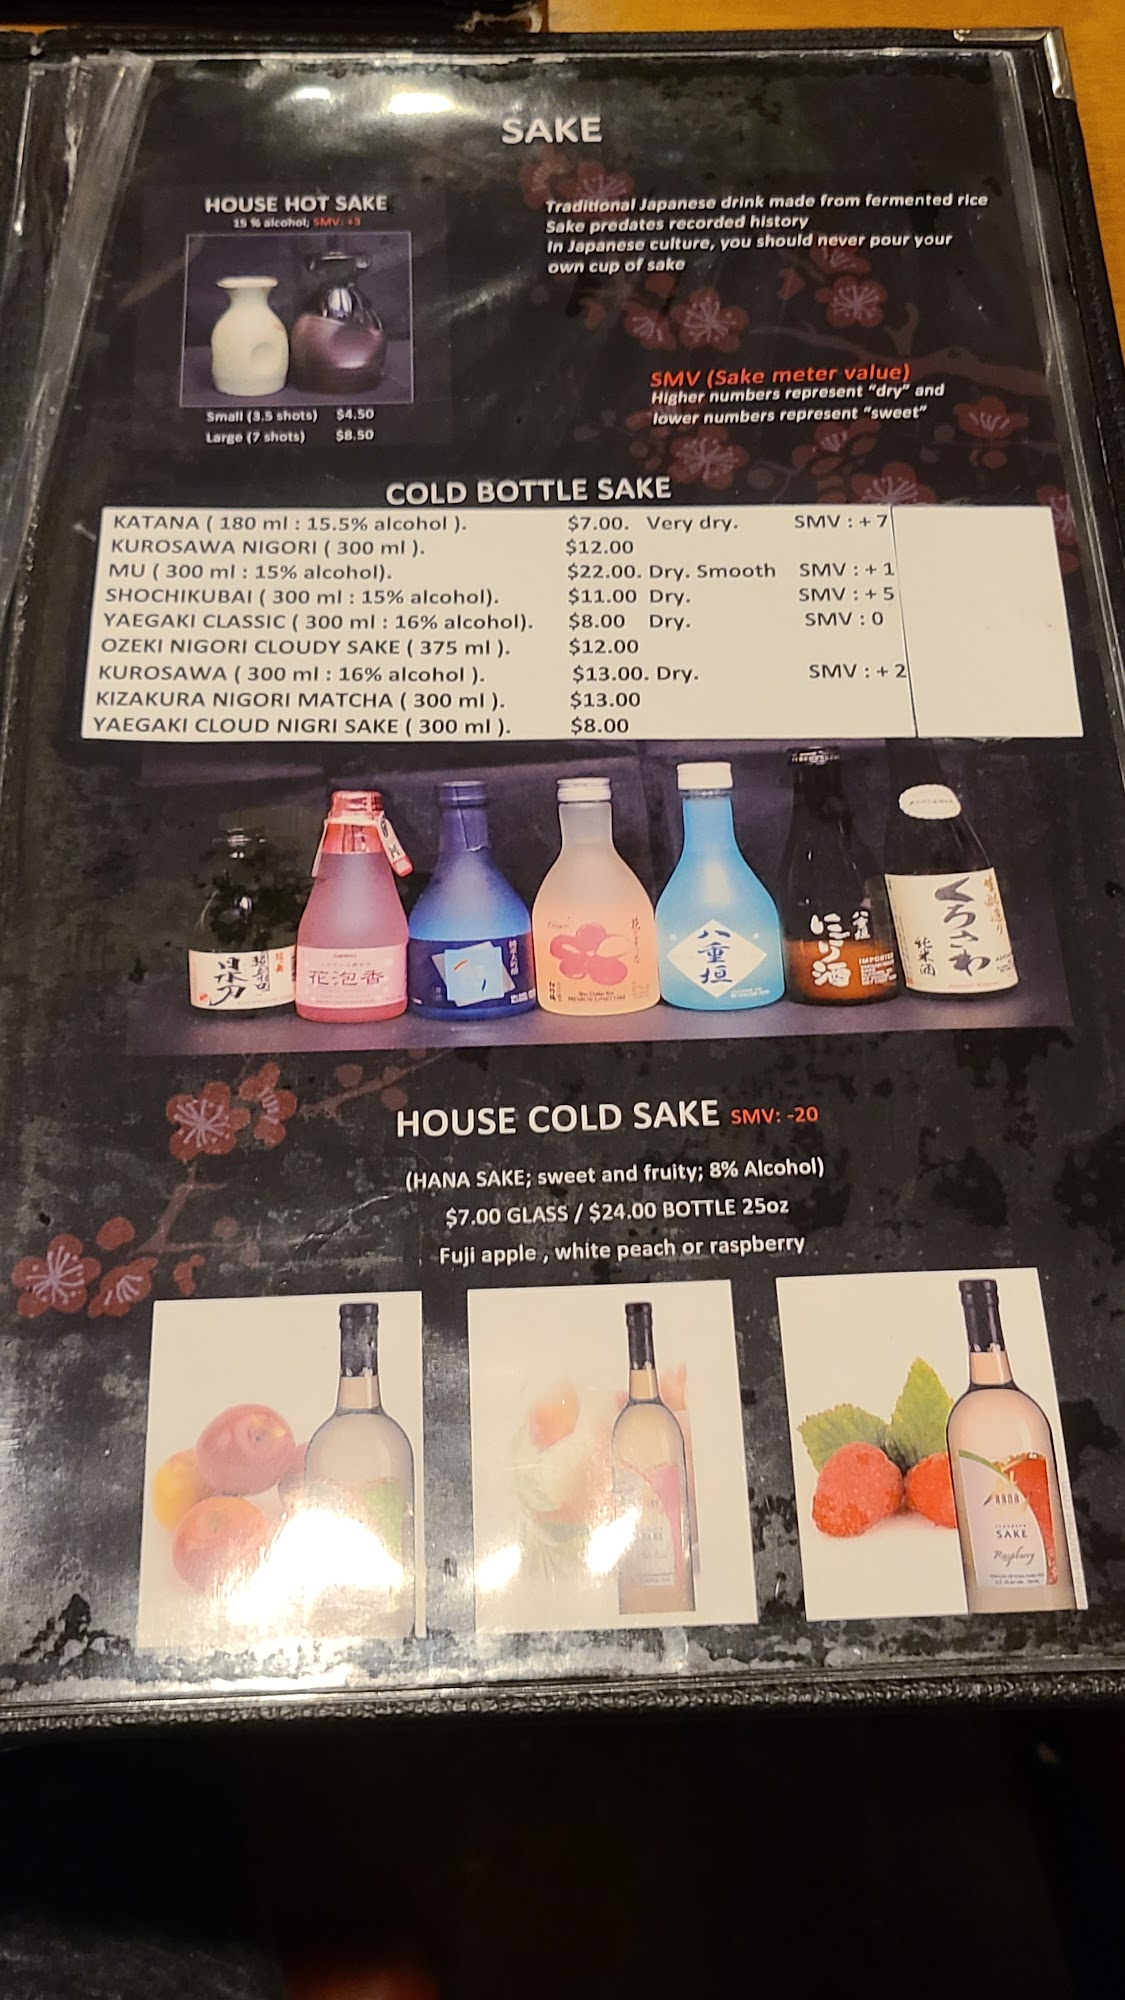 SAKE
HOUSE HOT SAKE
15 % alcohol; SMV: +3
Small (3.5 shots) $4.50
Large (7 shots) $8.50
Traditional Japanese drink made from fermented rice
Sake predates recorded history
In Japanese culture, you should never pour your
own cup of sake
SMV (Sake meter value)
Higher numbers represent "dry" and
lower numbers represent "sweet"
COLD BOTTLE SAKE
KATANA ( 180 ml : 15.5% alcohol ). $7.00. Very dry. SMV : + 7
KUROSAWA NIGORI ( 300 ml ). $12.00
MU ( 300 ml : 15% alcohol). $22.00. Dry. Smooth SMV : + 1
SHOCHIKUBAI ( 300 ml : 15% alcohol). $11.00 Dry. SMV : + 5
YAEGAKI CLASSIC ( 300 ml : 16% alcohol). $8.00 Dry. SMV : 0
OZEKI NIGORI CLOUDY SAKE ( 375 ml ). $12.00
KUROSAWA ( 300 ml : 16% alcohol ). $13.00. Dry. SMV : + 2
KIZAKURA NIGORI MATCHA ( 300 ml ). $13.00
YAEGAKI CLOUD NIGRI SAKE ( 300 ml ). $8.00
日本刀
花泡香
八重垣
にごり酒
くろさわ
純米酒
HOUSE COLD SAKE SMV: -20
(HANA SAKE; sweet and fruity; 8% Alcohol)
$7.00 GLASS / $24.00 BOTTLE 25oz
Fuji apple , white peach or raspberry
HANA
SAKE
Raspberry